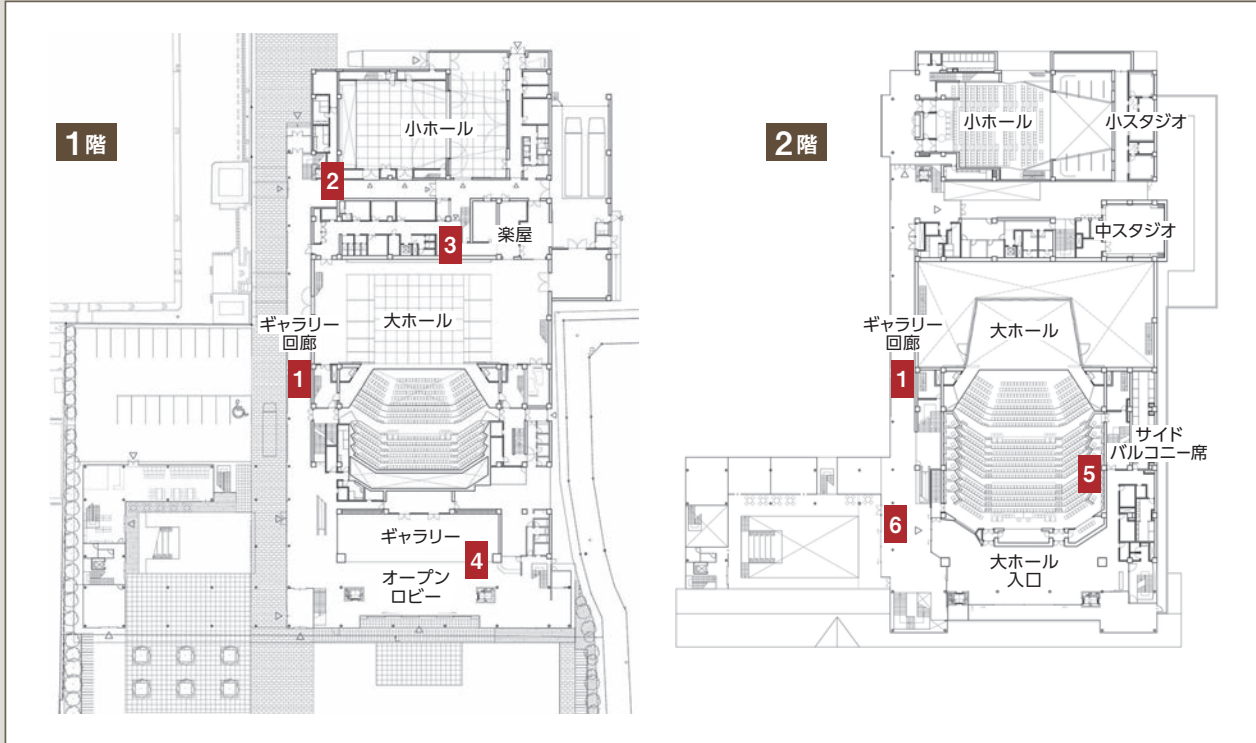 1階
小ホール
2
3
楽屋
ギャラリー
回廊
大ホール
1
ギャラリー
4
オープン
ロビー
2階
小ホール
小スタジオ
中スタジオ
ギャラリー
回廊
大ホール
1
サイド
バルコニー席
5
6
大ホール
入口